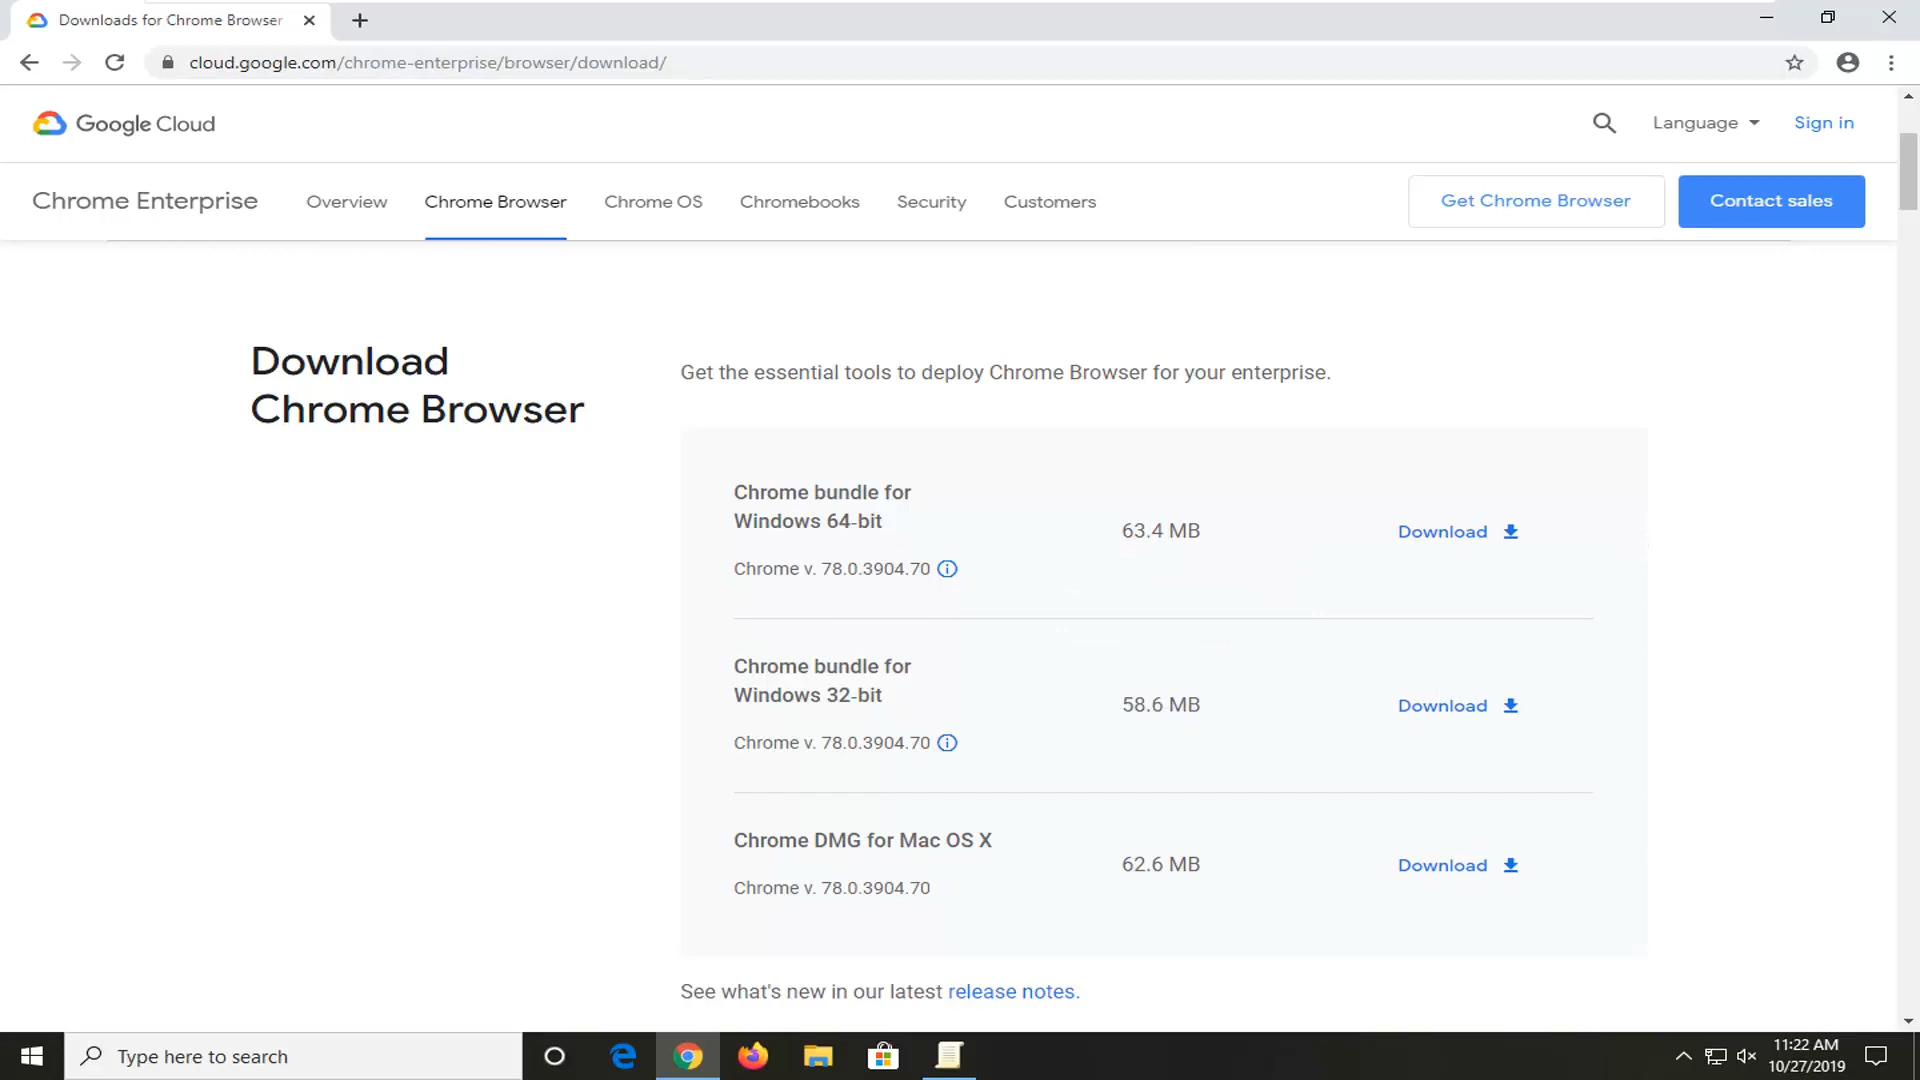 Downloads for Chrome Browser
cloud.google.com/chrome-enterprise/browser/download/
Google Cloud
Language
Sign in
Chrome Enterprise
Overview
Chrome Browser
Chrome OS
Chromebooks
Security
Customers
Get Chrome Browser
Contact sales
Download
Chrome Browser
Get the essential tools to deploy Chrome Browser for your enterprise.
Chrome bundle for
Windows 64-bit
Chrome v. 78.0.3904.70
63.4 MB
Download
Chrome bundle for
Windows 32-bit
Chrome v. 78.0.3904.70
58.6 MB
Download
Chrome DMG for Mac OS X
Chrome v. 78.0.3904.70
62.6 MB
Download
See what's new in our latest release notes.
Type here to search
11:22 AM
10/27/2019